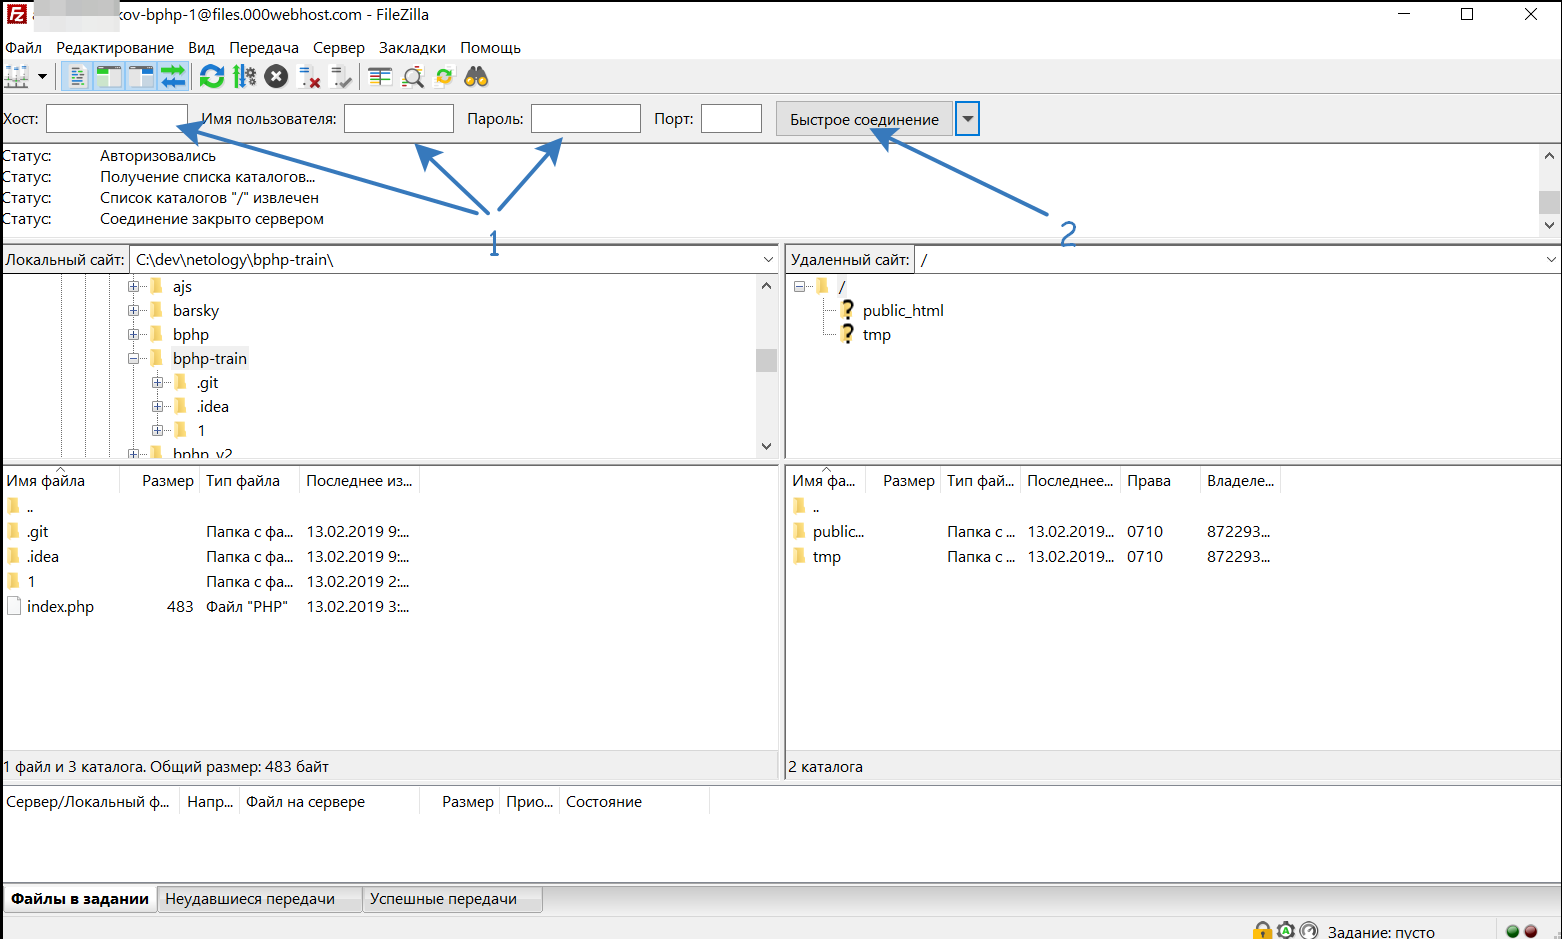 kov-bphp-1@files.000webhost.com - FileZilla
Файл Редактирование Вид Передача Сервер Закладки Помощь
Хост: Имя пользователя: Пароль: Порт: Быстрое соединение
Статус: Авторизовались
Статус: Получение списка каталогов...
Статус: Список каталогов "/" извлечен
Статус: Соединение закрыто сервером
1
2
Локальный сайт: C:\dev\netology\bphp-train\
ajs
barsky
bphp
bphp-train
.git
.idea
1
bphp_v2
Удаленный сайт: /
/
public_html
tmp
Имя файла Размер Тип файла Последнее из...
..
.git Папка с фа... 13.02.2019 9:...
.idea Папка с фа... 13.02.2019 9:...
1 Папка с фа... 13.02.2019 2:...
index.php 483 Файл "PHP" 13.02.2019 3:...
1 файл и 3 каталога. Общий размер: 483 байт
Имя фа... Размер Тип фай... Последнее... Права Владеле...
..
public... Папка с ... 13.02.2019... 0710 872293...
tmp Папка с ... 13.02.2019... 0710 872293...
2 каталога
Сервер/Локальный ф... Напр... Файл на сервере Размер Прио... Состояние
Файлы в задании Неудавшиеся передачи Успешные передачи
Задание: пусто